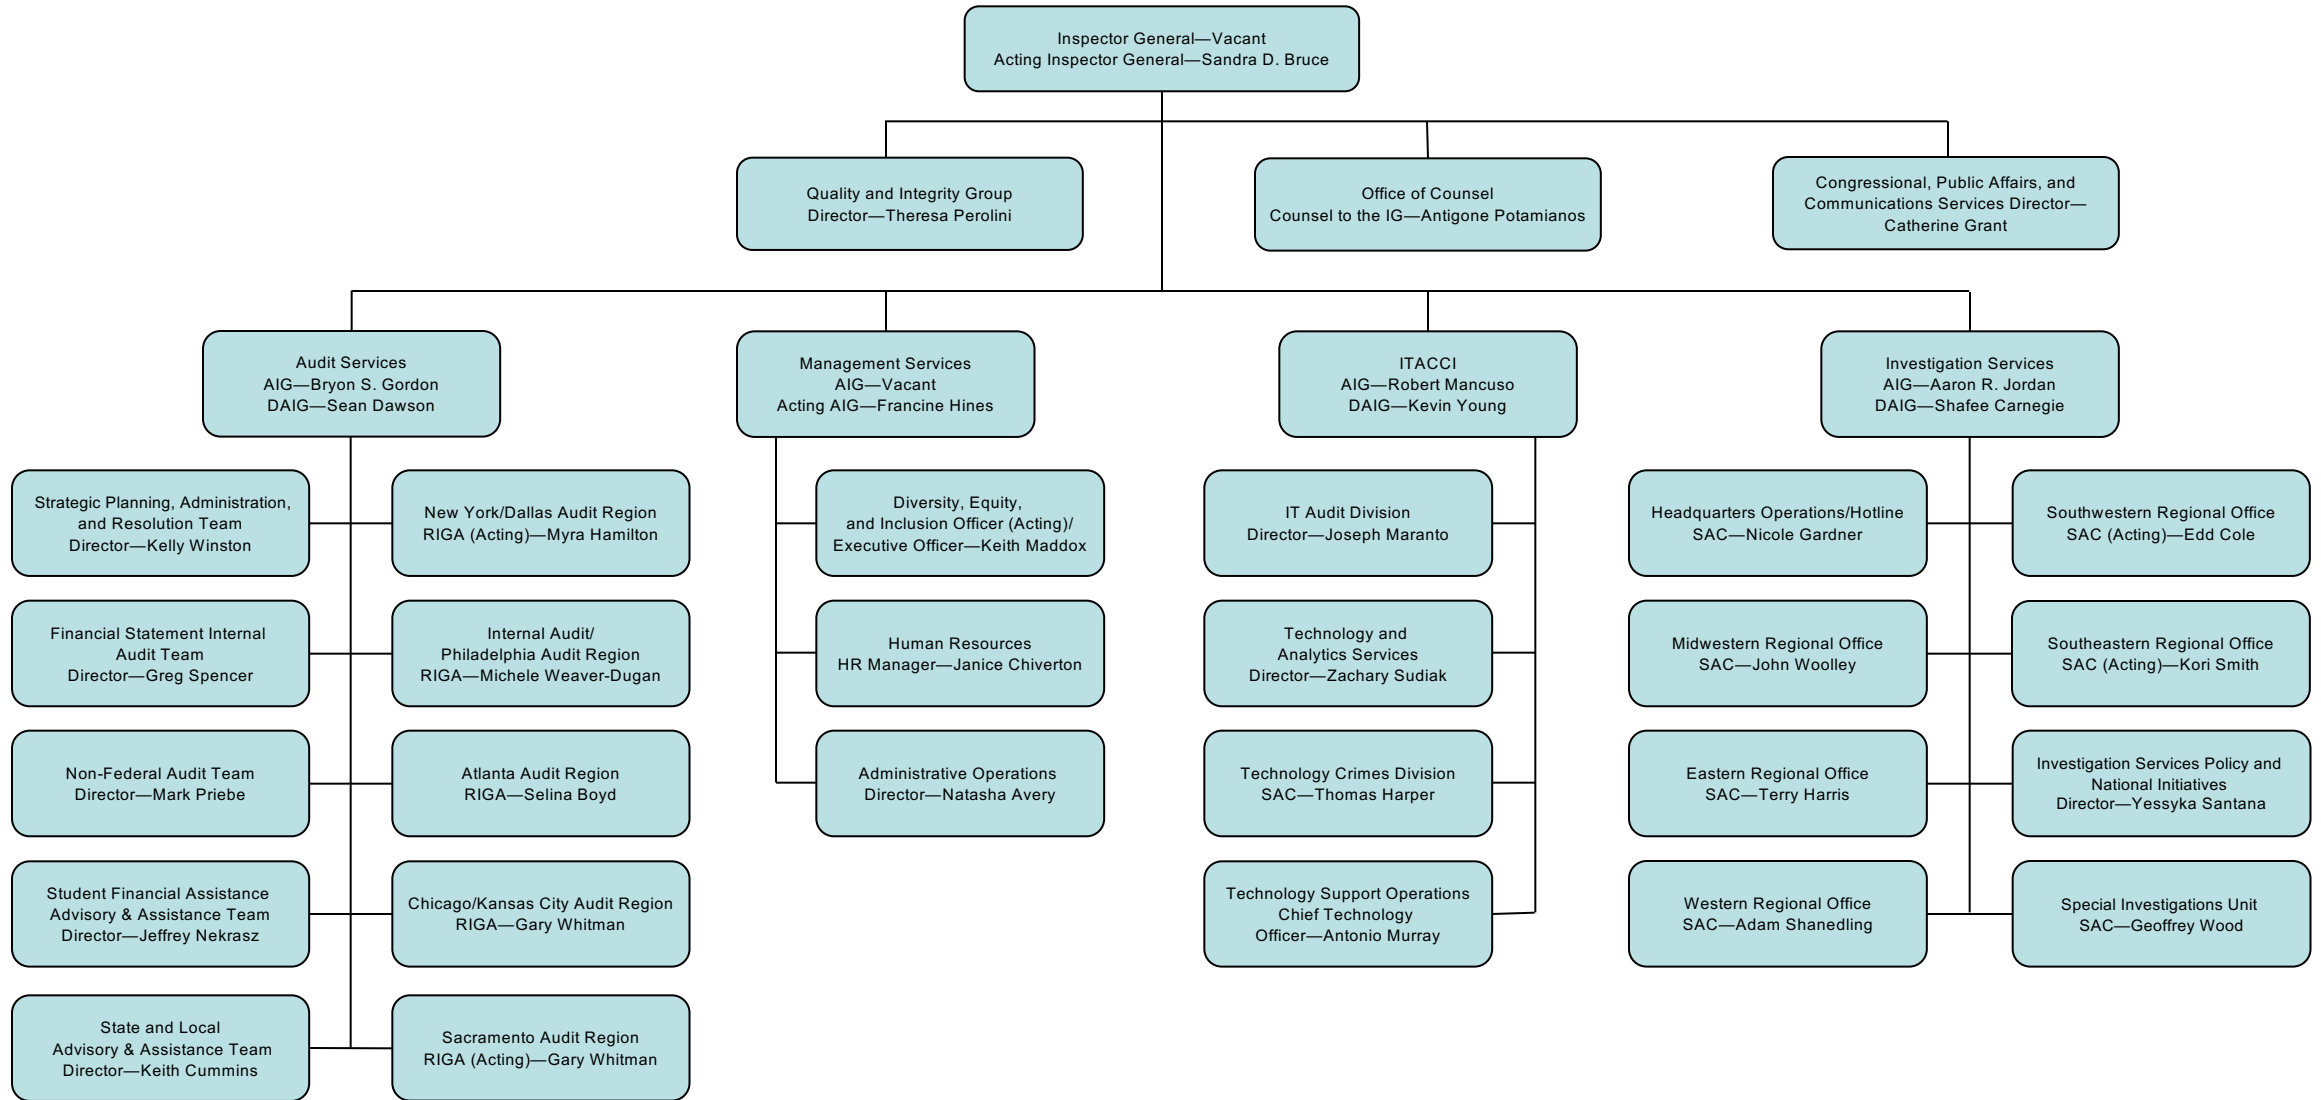 Inspector General—Vacant
Acting Inspector General—Sandra D. Bruce
Quality and Integrity Group
Director—Theresa Perolini
Office of Counsel
Counsel to the IG—Antigone Potamianos
Congressional, Public Affairs, and
Communications Services Director—
Catherine Grant
Audit Services
AIG—Bryon S. Gordon
DAIG—Sean Dawson
Management Services
AIG—Vacant
Acting AIG—Francine Hines
ITACCI
AIG—Robert Mancuso
DAIG—Kevin Young
Investigation Services
AIG—Aaron R. Jordan
DAIG—Shafee Carnegie
Strategic Planning, Administration,
and Resolution Team
Director—Kelly Winston
New York/Dallas Audit Region
RIGA (Acting)—Myra Hamilton
Diversity, Equity,
and Inclusion Officer (Acting)/
Executive Officer—Keith Maddox
IT Audit Division
Director—Joseph Maranto
Headquarters Operations/Hotline
SAC—Nicole Gardner
Southwestern Regional Office
SAC (Acting)—Edd Cole
Financial Statement Internal
Audit Team
Director—Greg Spencer
Internal Audit/
Philadelphia Audit Region
RIGA—Michele Weaver-Dugan
Human Resources
HR Manager—Janice Chiverton
Technology and
Analytics Services
Director—Zachary Sudiak
Midwestern Regional Office
SAC—John Woolley
Southeastern Regional Office
SAC (Acting)—Kori Smith
Non-Federal Audit Team
Director—Mark Priebe
Atlanta Audit Region
RIGA—Selina Boyd
Administrative Operations
Director—Natasha Avery
Technology Crimes Division
SAC—Thomas Harper
Eastern Regional Office
SAC—Terry Harris
Investigation Services Policy and
National Initiatives
Director—Yessyka Santana
Student Financial Assistance
Advisory & Assistance Team
Director—Jeffrey Nekrasz
Chicago/Kansas City Audit Region
RIGA—Gary Whitman
Technology Support Operations
Chief Technology
Officer—Antonio Murray
Western Regional Office
SAC—Adam Shanedling
Special Investigations Unit
SAC—Geoffrey Wood
State and Local
Advisory & Assistance Team
Director—Keith Cummins
Sacramento Audit Region
RIGA (Acting)—Gary Whitman